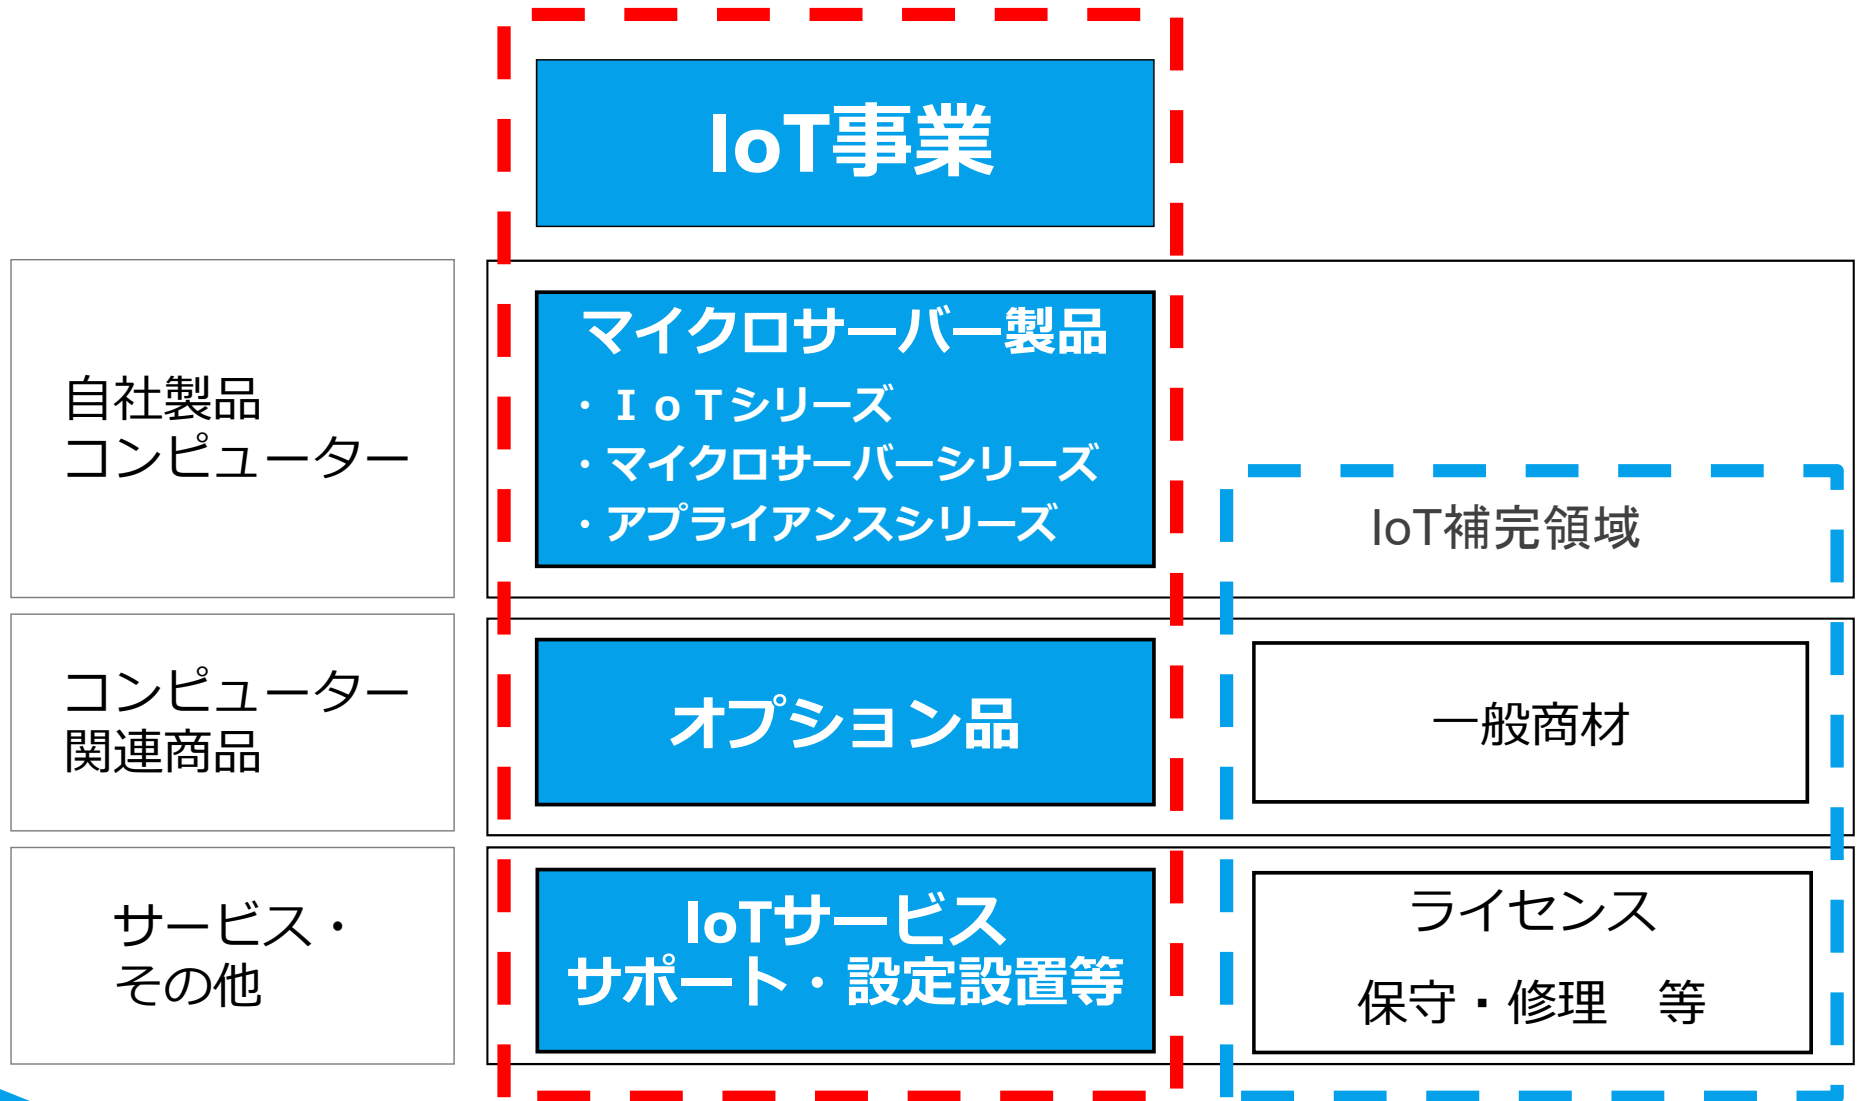 IoT事業
自社製品
コンピューター
マイクロサーバー製品
・ＩｏＴシリーズ
・マイクロサーバーシリーズ
・アプライアンスシリーズ
IoT補完領域
コンピューター
関連商品
オプション品
一般商材
サービス・
その他
IoTサービス
サポート・設定設置等
ライセンス
保守・修理　等